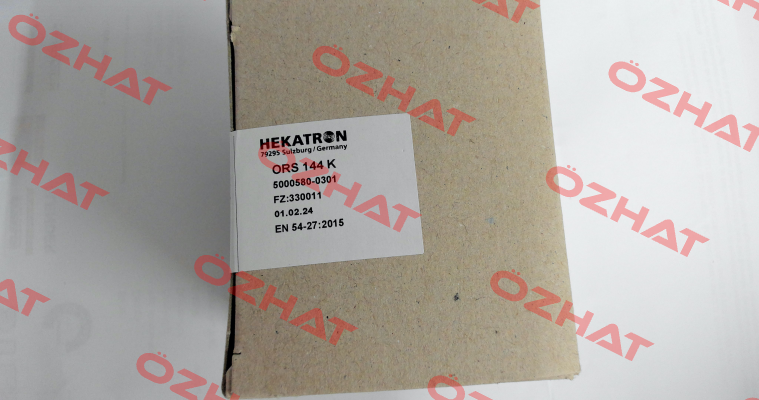 HEKATRON
79295 Sulzburg/Germany
ORS 144 K
5000580-0301
FZ:330011
01.02.24
EN 54-27:2015
ÖZHAT
ÖZHAT
ÖZHAT
ÖZHAT
ÖZHAT
ÖZHAT
ÖZHAT
ÖZHAT
ÖZHAT
ÖZHAT
ÖZHAT